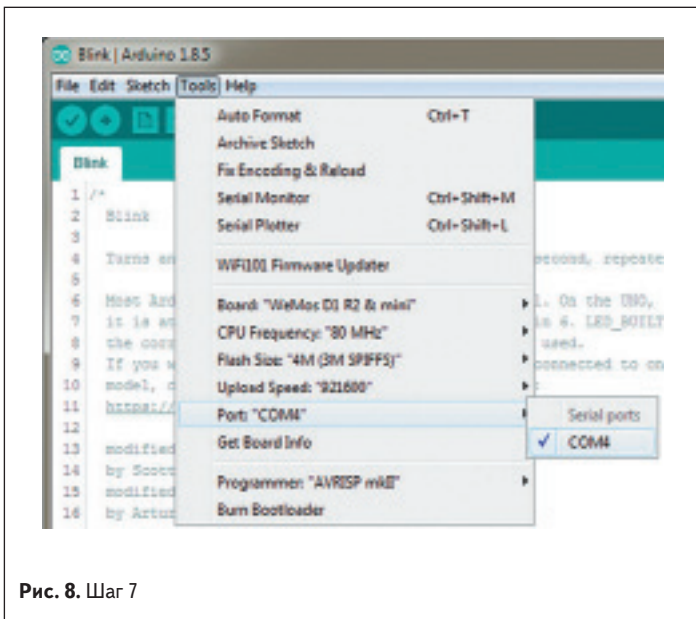 Blink | Arduino 1.8.5
File Edit Sketch Tools Help
Auto Format Ctrl+T
Archive Sketch
Fix Encoding & Reload
Serial Monitor Ctrl+Shift+M
Serial Plotter Ctrl+Shift+L
WiFi101 Firmware Updater
Board: "WeMos D1 R2 & mini"
CPU Frequency: "80 MHz"
Flash Size: "4M (3M SPIFFS)"
Upload Speed: "921600"
Port: "COM4"
Get Board Info
Programmer: "AVRISP mkII"
Burn Bootloader
Serial ports
✓ COM4
Blink
1 /*
2 Blink
3
4 Turns second, repeate
5
6 Most Ard l. On the UNO,
7 it is at in 6. LED_BUILT
8 the used.
9 If you w connected to on
10 model,
11 https://
12
13 modified
14 by Scott
15 modified
16 by Artur
Рис. 8. Шаг 7